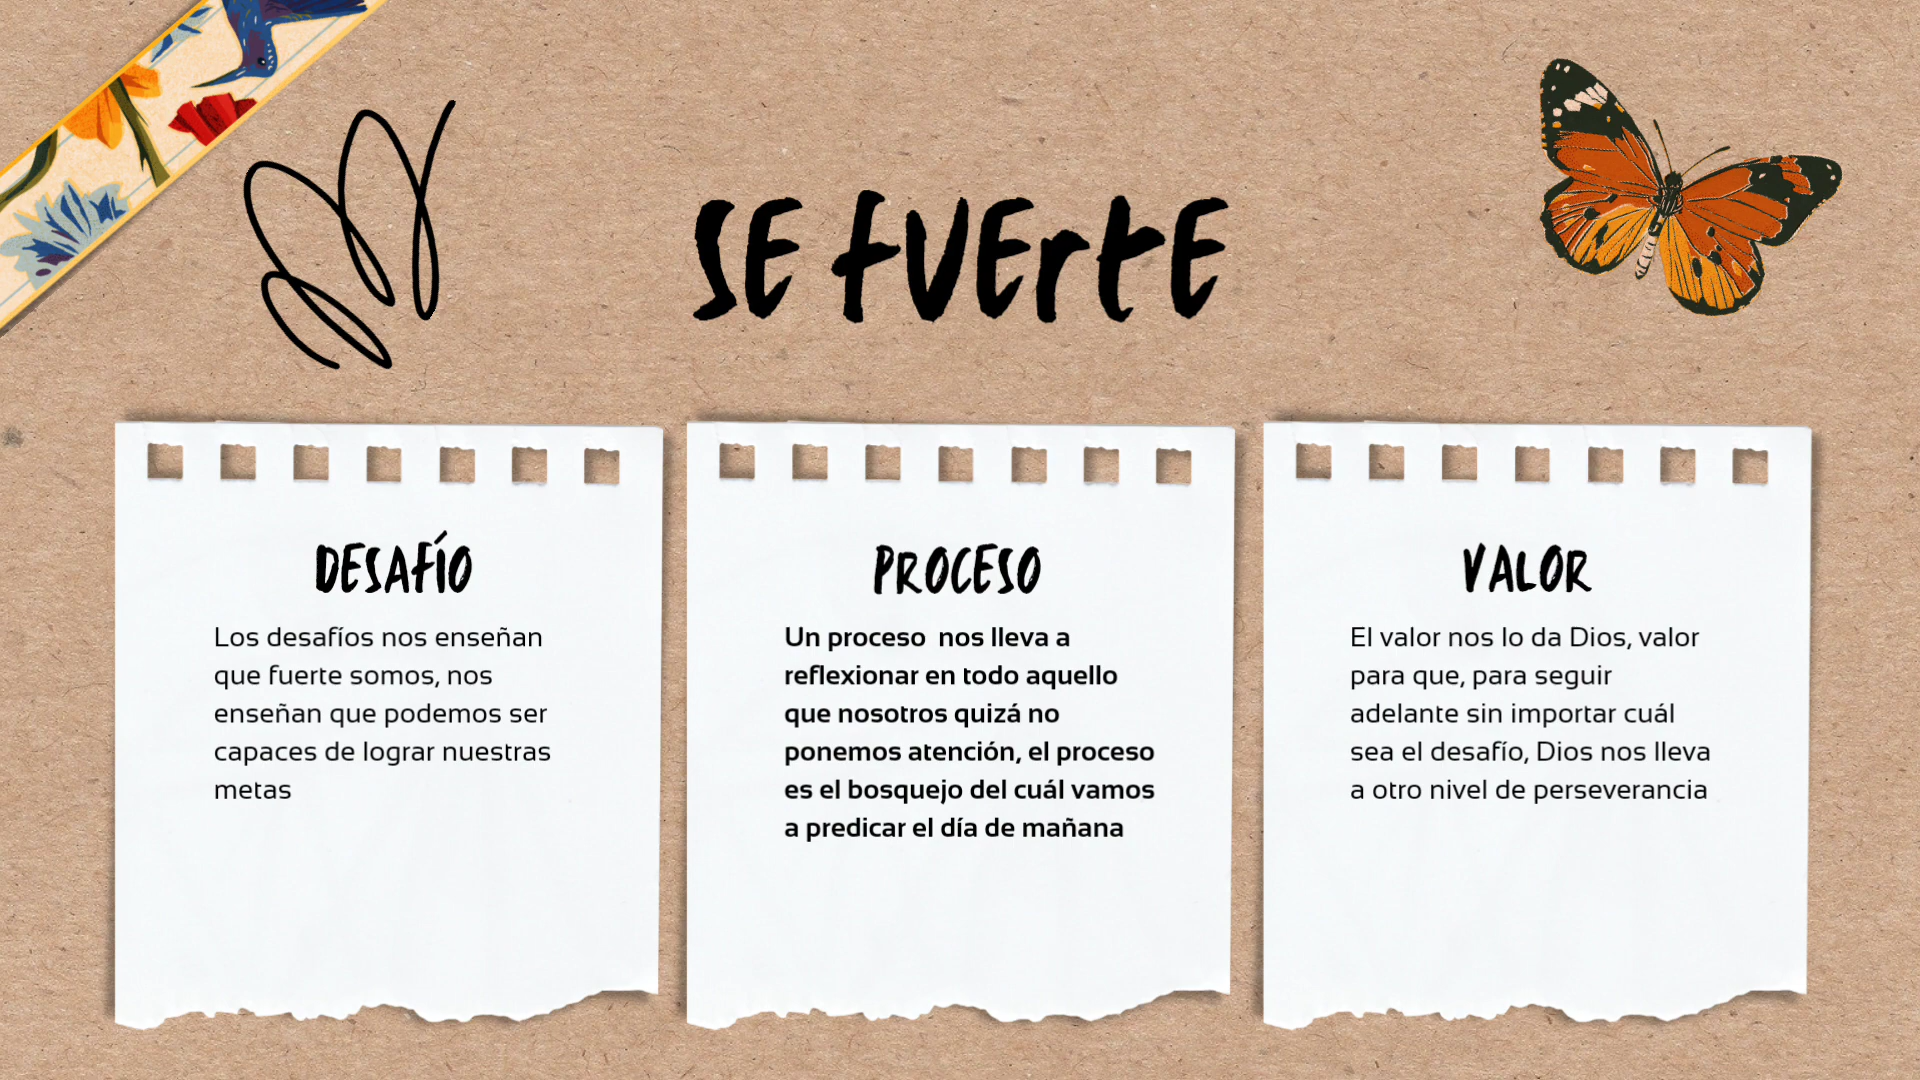 SE FUErtE
DESAFÍO
Los desafíos nos enseñan
que fuerte somos, nos
enseñan que podemos ser
capaces de lograr nuestras
metas
PROCESO
Un proceso  nos lleva a
reflexionar en todo aquello
que nosotros quizá no
ponemos atención, el proceso
es el bosquejo del cuál vamos
a predicar el día de mañana
VALOR
El valor nos lo da Dios, valor
para que, para seguir
adelante sin importar cuál
sea el desafío, Dios nos lleva
a otro nivel de perseverancia